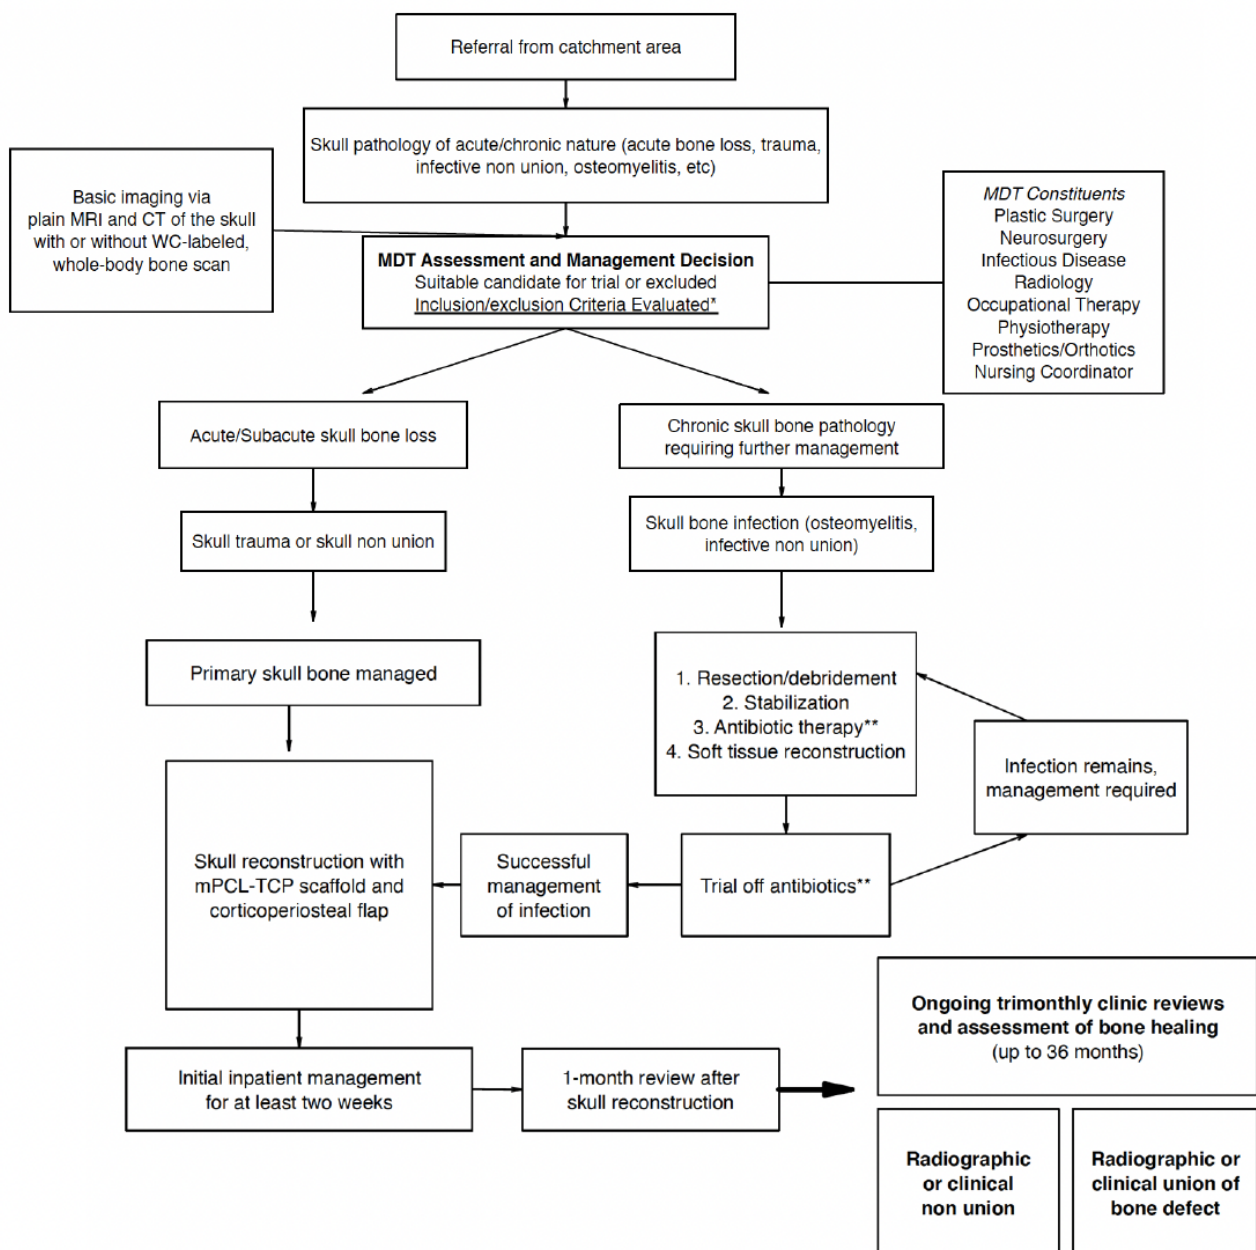 Referral from catchment area
Skull pathology of acute/chronic nature (acute bone loss, trauma,
infective non union, osteomyelitis, etc)
Basic imaging via
plain MRI and CT of the skull
with or without WC-labeled,
whole-body bone scan
MDT Assessment and Management Decision
Suitable candidate for trial or excluded
Inclusion/exclusion Criteria Evaluated*
MDT Constituents
Plastic Surgery
Neurosurgery
Infectious Disease
Radiology
Occupational Therapy
Physiotherapy
Prosthetics/Orthotics
Nursing Coordinator
Acute/Subacute skull bone loss
Chronic skull bone pathology
requiring further management
Skull trauma or skull non union
Skull bone infection (osteomyelitis,
infective non union)
Primary skull bone managed
1. Resection/debridement
2. Stabilization
3. Antibiotic therapy**
4. Soft tissue reconstruction
Infection remains,
management required
Skull reconstruction with
mPCL-TCP scaffold and
corticoperiosteal flap
Successful
management
of infection
Trial off antibiotics**
Initial inpatient management
for at least two weeks
1-month review after
skull reconstruction
Ongoing trimonthly clinic reviews
and assessment of bone healing
(up to 36 months)
Radiographic
or clinical
non union
Radiographic or
clinical union of
bone defect